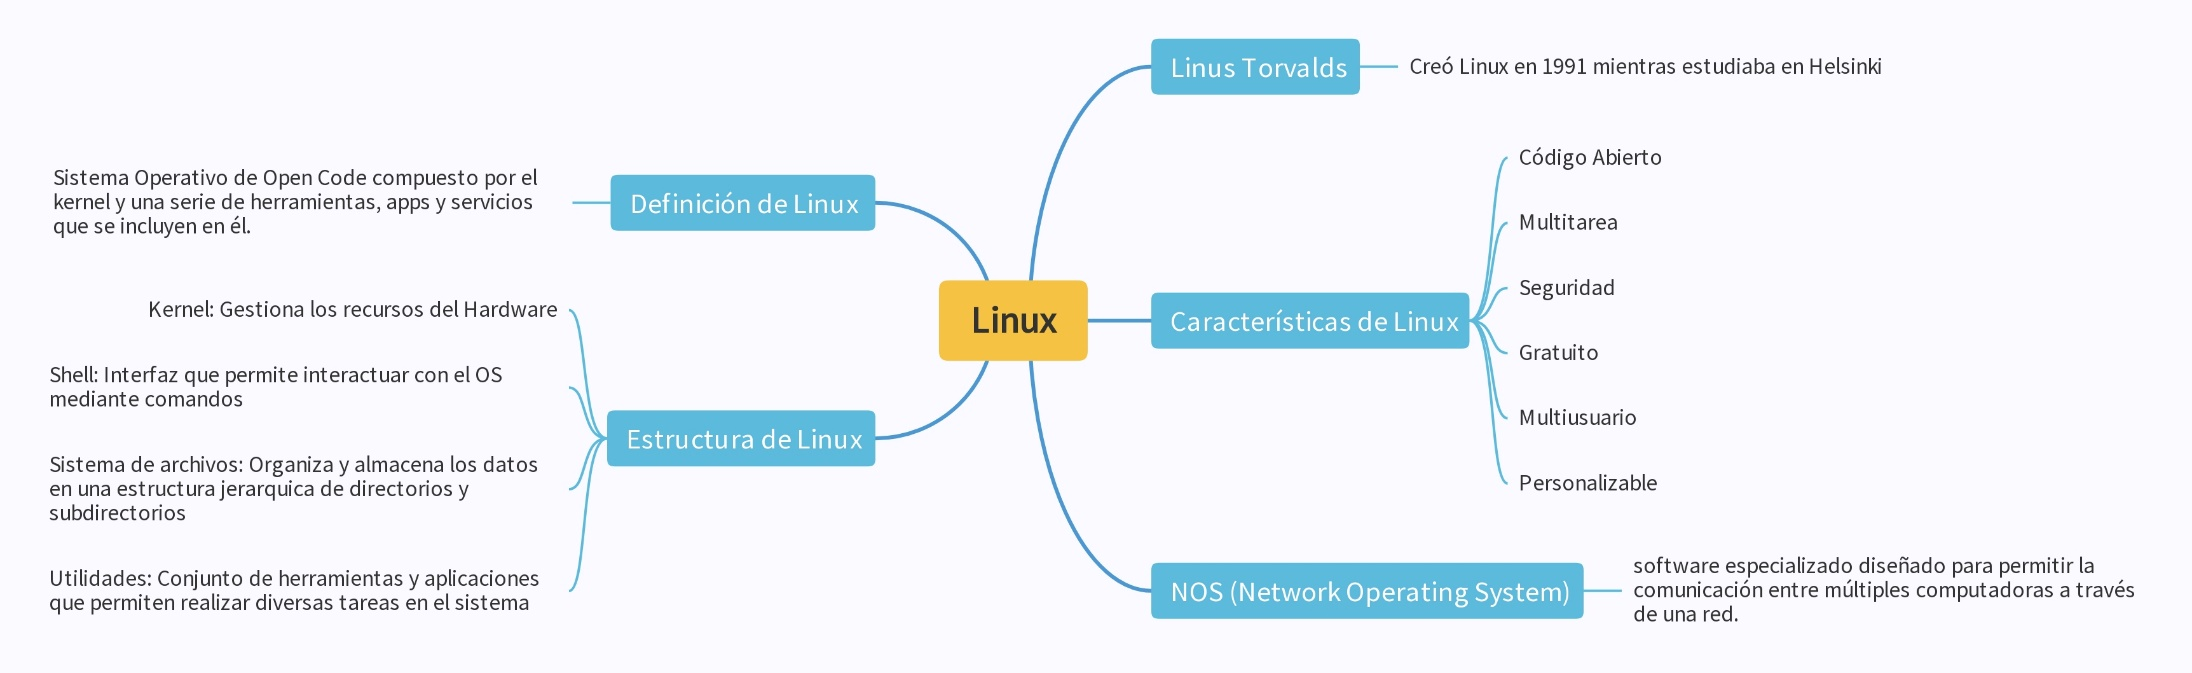 Linux
Linus Torvalds
Creó Linux en 1991 mientras estudiaba en Helsinki
Características de Linux
Código Abierto
Multitarea
Seguridad
Gratuito
Multiusuario
Personalizable
NOS (Network Operating System)
software especializado diseñado para permitir la
comunicación entre múltiples computadoras a través
de una red.
Definición de Linux
Sistema Operativo de Open Code compuesto por el
kernel y una serie de herramientas, apps y servicios
que se incluyen en él.
Estructura de Linux
Kernel: Gestiona los recursos del Hardware
Shell: Interfaz que permite interactuar con el OS
mediante comandos
Sistema de archivos: Organiza y almacena los datos
en una estructura jerarquica de directorios y
subdirectorios
Utilidades: Conjunto de herramientas y aplicaciones
que permiten realizar diversas tareas en el sistema